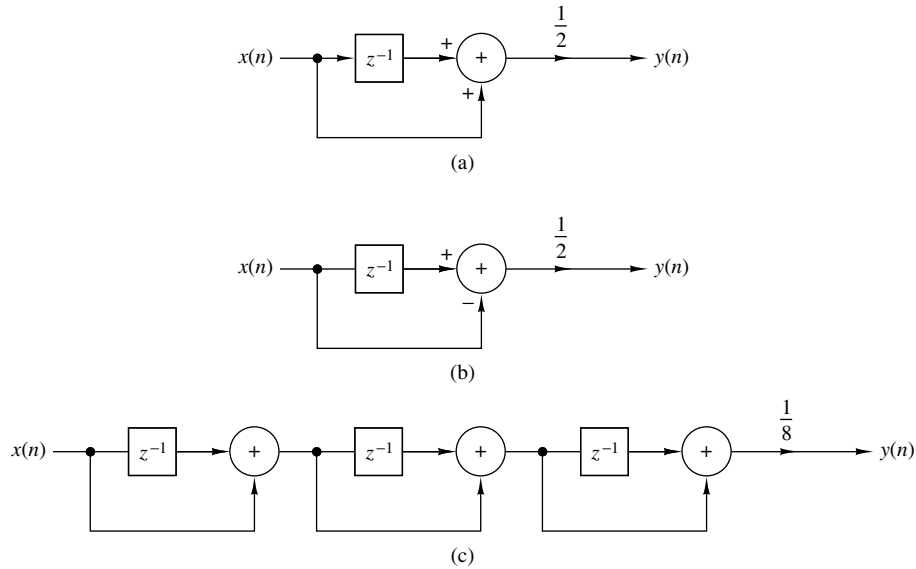 1/2
x(n) z⁻¹ + + y(n)
+
(a)
1/2
x(n) z⁻¹ + + y(n)
−
(b)
1/8
x(n) z⁻¹ + z⁻¹ + z⁻¹ + y(n)
(c)